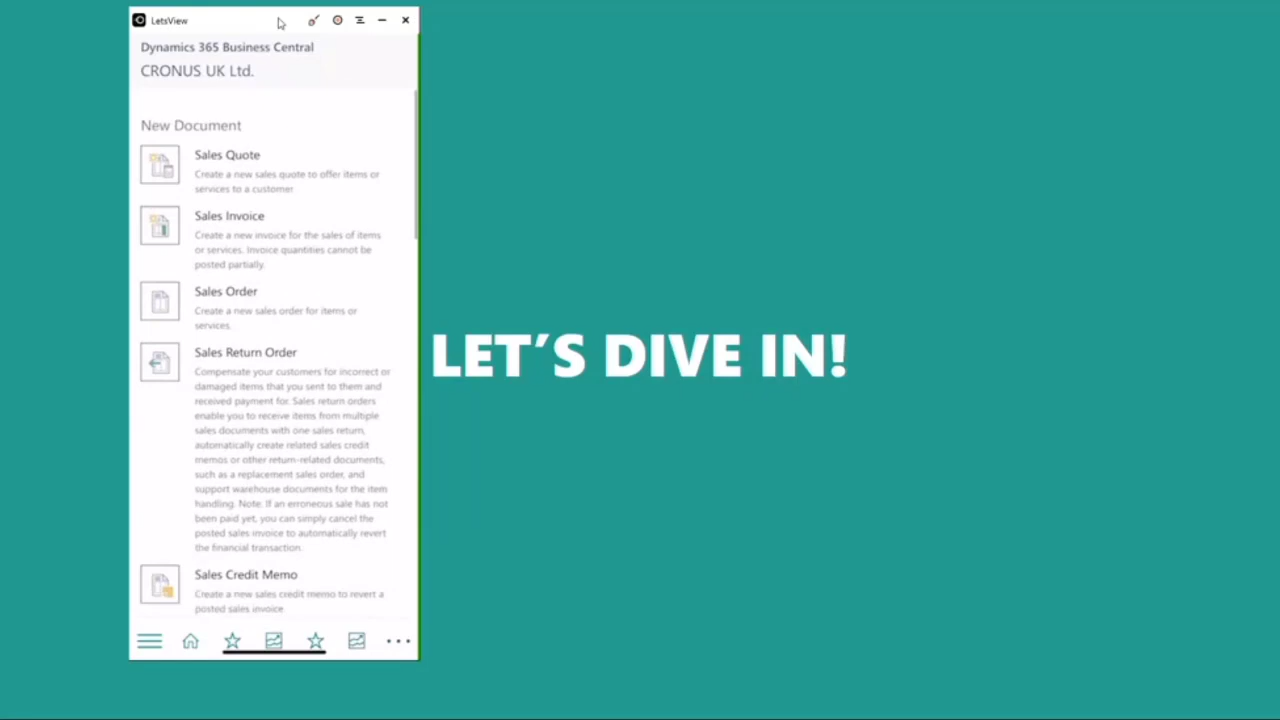 LetsView
Dynamics 365 Business Central
CRONUS UK Ltd.
New Document
Sales Quote
Create a new sales quote to offer items or
services to a customer
Sales Invoice
Create a new invoice for the sales of items
or services. Invoice quantities cannot be
posted partially.
Sales Order
Create a new sales order for items or
services.
Sales Return Order
Compensate your customers for incorrect or
damaged items that you sent to them and
received payment for. Sales return orders
enable you to receive items from multiple
sales documents with one sales return,
automatically create related sales credit
memos or other return-related documents,
such as a replacement sales order, and
support warehouse documents for the item
handling. Note: If an erroneous sale has not
been paid yet, you can simply cancel the
posted sales invoice to automatically revert
the financial transaction.
Sales Credit Memo
Create a new sales credit memo to revert a
posted sales invoice
LET'S DIVE IN!